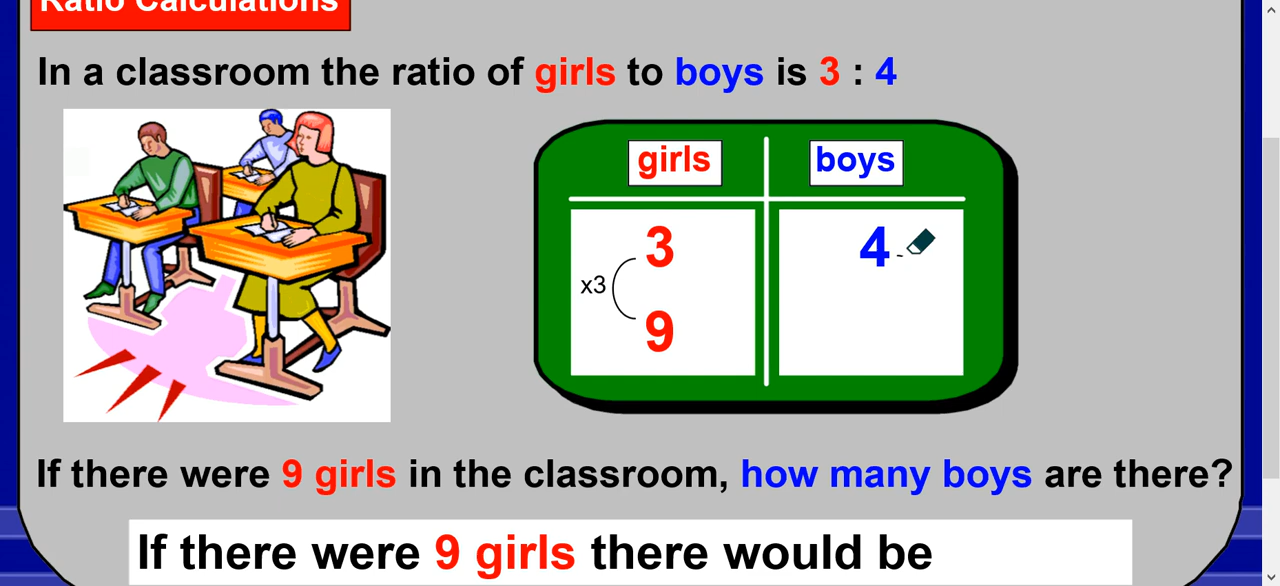 Ratio Calculations
In a classroom the ratio of girls to boys is 3 : 4
girls boys
3 4
x3
9
If there were 9 girls in the classroom, how many boys are there?
If there were 9 girls there would be